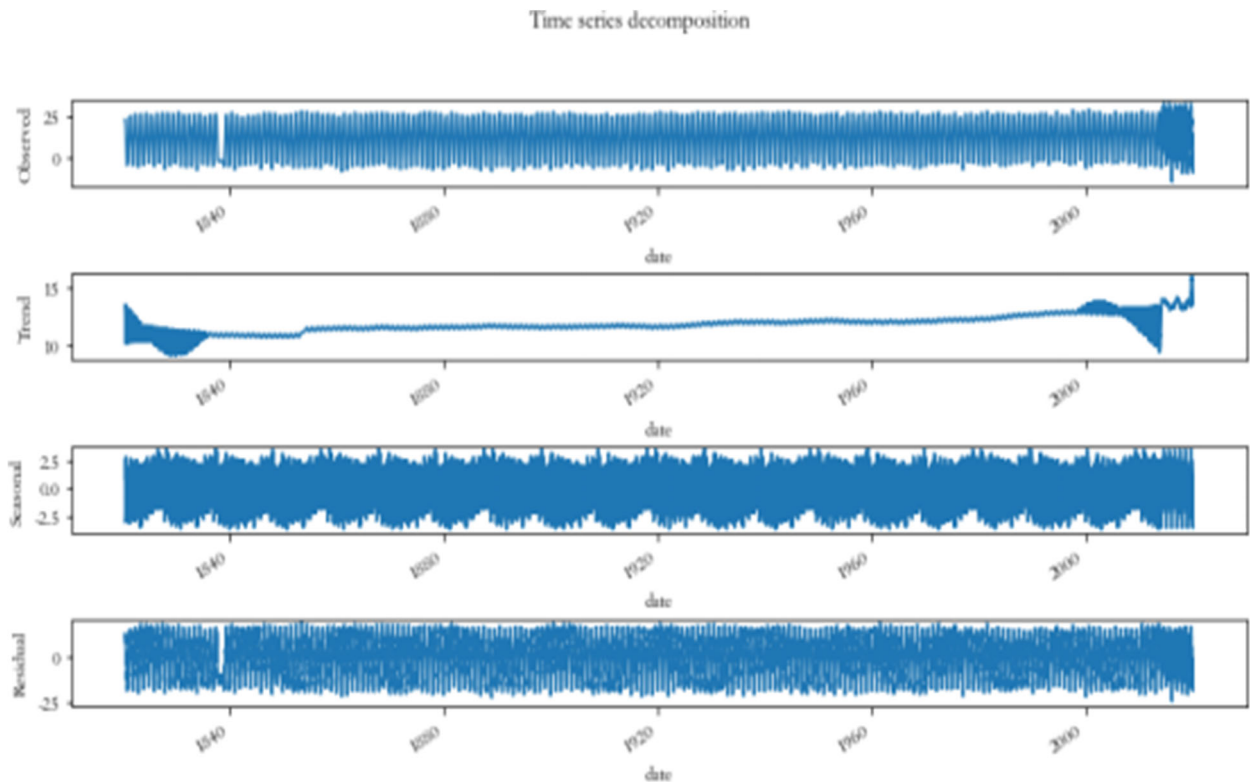 Time series decomposition
Observed
25
0
1840 1880 1920 1960 2000
date
Trend
15
10
1840 1880 1920 1960 2000
date
Seasonal
2.5
0.0
-2.5
1840 1880 1920 1960 2000
date
Residual
0
-25
1840 1880 1920 1960 2000
date